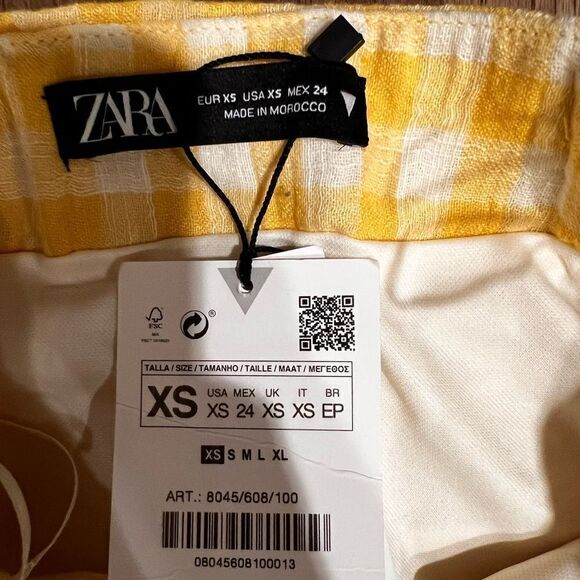 ZARA
EUR XS USA XS MEX 24
MADE IN MOROCCO
FSC
TALLA / SIZE / TAMANHO / TAILLE / MAAT / ΜΕΓΕΘΟΣ
XS
USA MEX UK IT BR
XS 24 XS XS EP
XS S M L XL
ART.: 8045/608/100
08045608100013